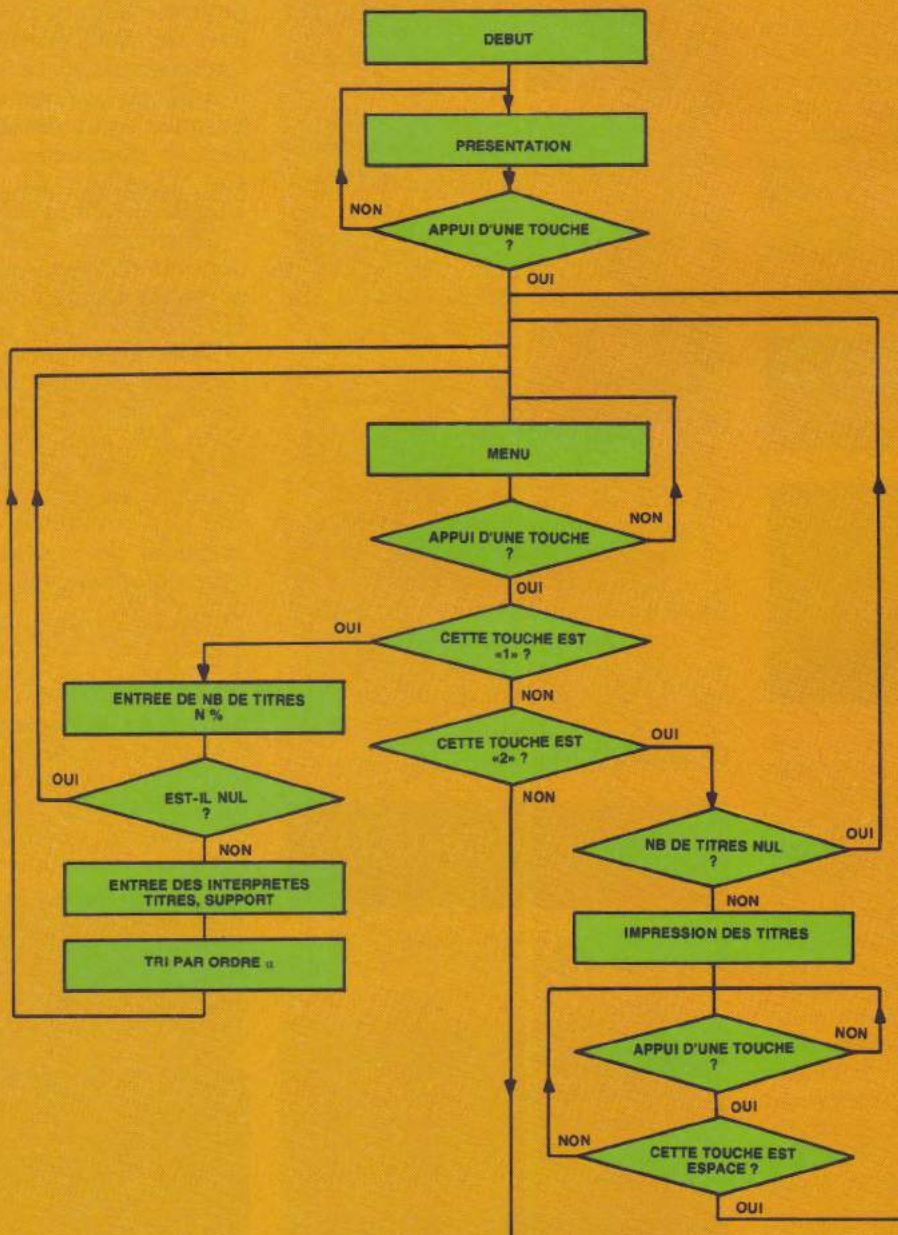 DEBUT
PRESENTATION
NON
APPUI D'UNE TOUCHE
?
OUI
MENU
NON
APPUI D'UNE TOUCHE
?
OUI
OUI
CETTE TOUCHE EST
«1» ?
NON
ENTREE DE NB DE TITRES
N %
OUI
EST-IL NUL
?
NON
ENTREE DES INTERPRETES
TITRES, SUPPORT
TRI PAR ORDRE α
CETTE TOUCHE EST
«2» ?
OUI
NON
NB DE TITRES NUL
?
OUI
NON
IMPRESSION DES TITRES
APPUI D'UNE TOUCHE
?
NON
OUI
NON
CETTE TOUCHE EST
ESPACE ?
OUI